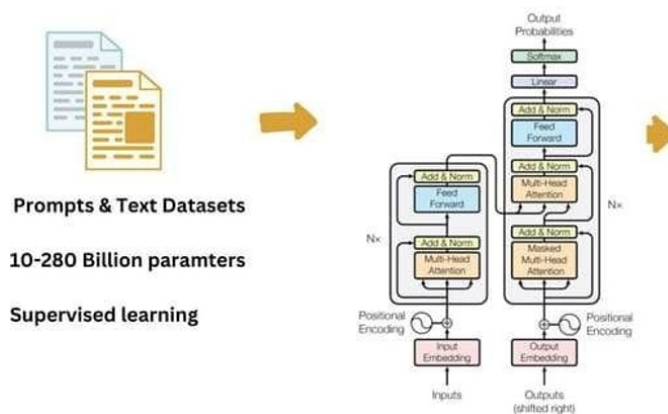 Prompts & Text Datasets
10-280 Billion paramters
Supervised learning
Output
Probabilities
Softmax
Linear
Add & Norm
Feed
Forward
Add & Norm
Multi-Head
Attention
Add & Norm
Masked
Multi-Head
Attention
Nx
Positional
Encoding
Output
Embedding
Outputs
(shifted right)
Add & Norm
Feed
Forward
Add & Norm
Multi-Head
Attention
Nx
Positional
Encoding
Input
Embedding
Inputs